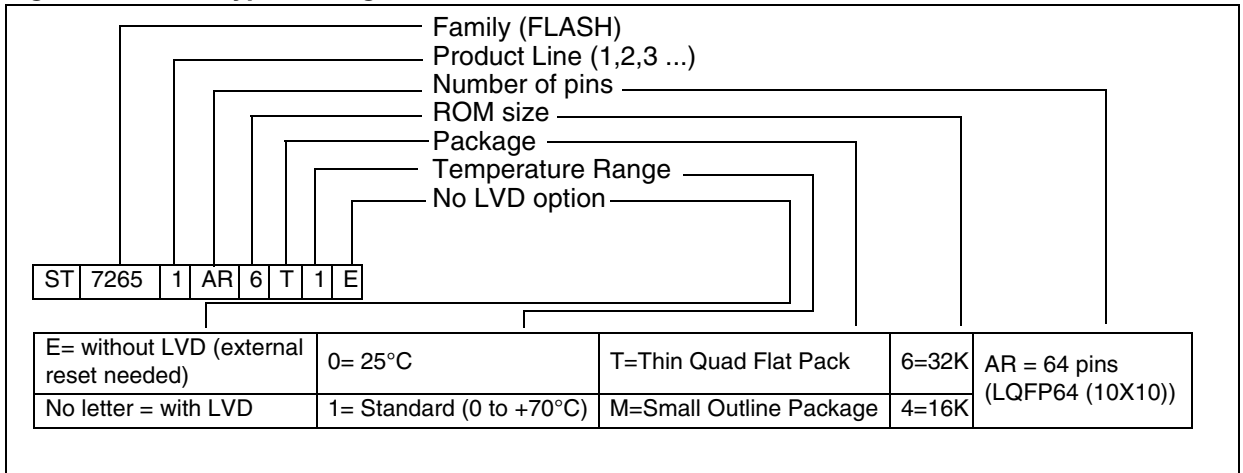 Family (FLASH)
Product Line (1,2,3 ...)
Number of pins
ROM size
Package
Temperature Range
No LVD option
ST 7265 1 AR 6 T 1 E
E= without LVD (external
reset needed)
0= 25°C
T=Thin Quad Flat Pack
6=32K
AR = 64 pins
(LQFP64 (10X10))
No letter = with LVD
1= Standard (0 to +70°C)
M=Small Outline Package
4=16K